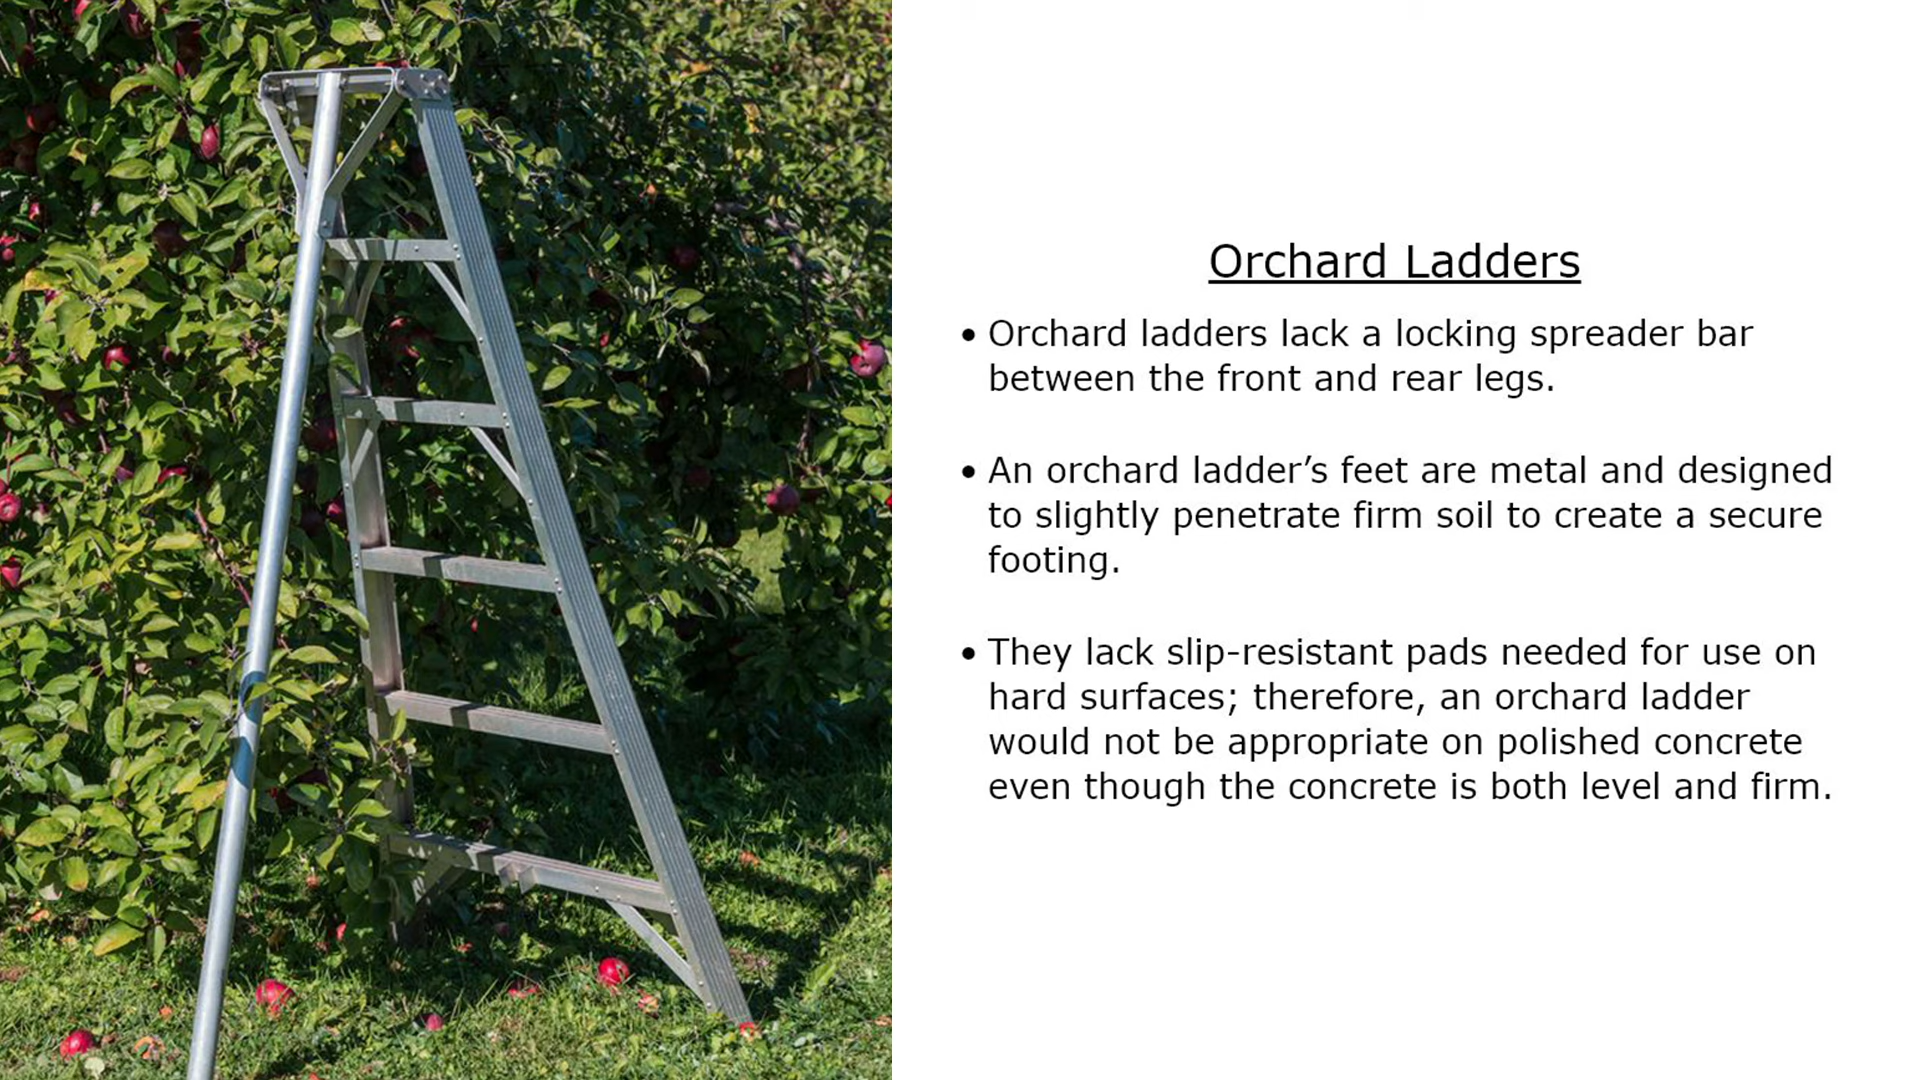 Orchard Ladders
• Orchard ladders lack a locking spreader bar
between the front and rear legs.
• An orchard ladder’s feet are metal and designed
to slightly penetrate firm soil to create a secure
footing.
• They lack slip-resistant pads needed for use on
hard surfaces; therefore, an orchard ladder
would not be appropriate on polished concrete
even though the concrete is both level and firm.